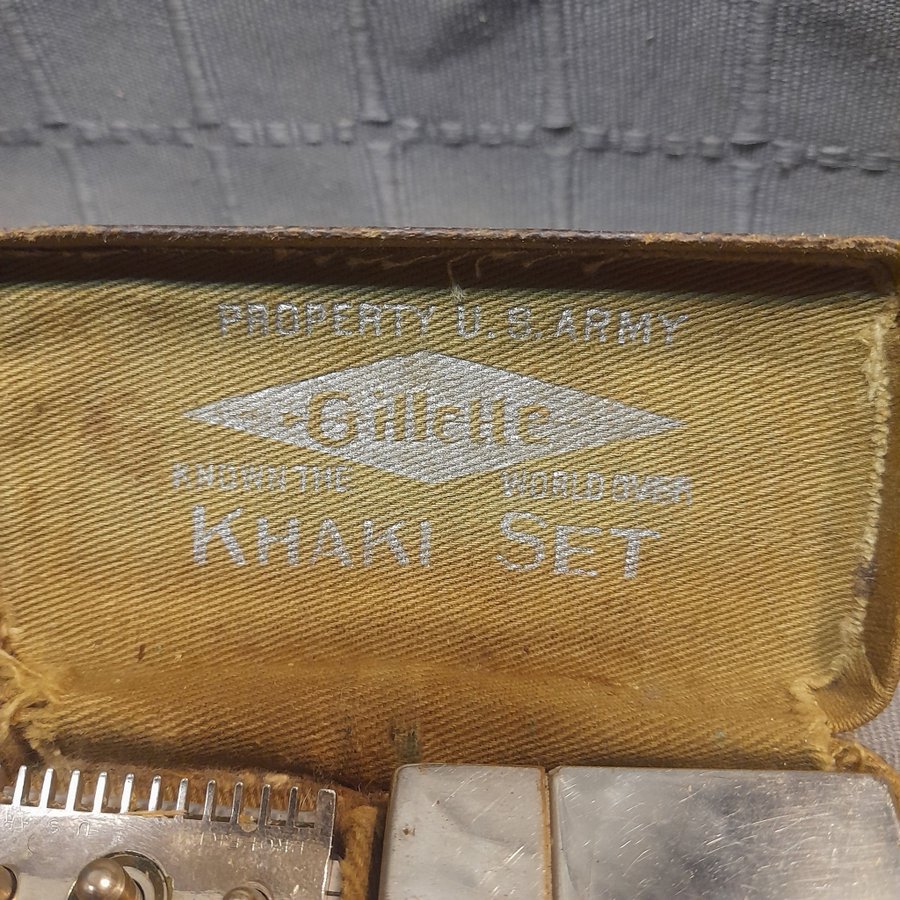 PROPERTY U.S. ARMY
Gillette
KNOWN THE WORLD OVER
KHAKI SET